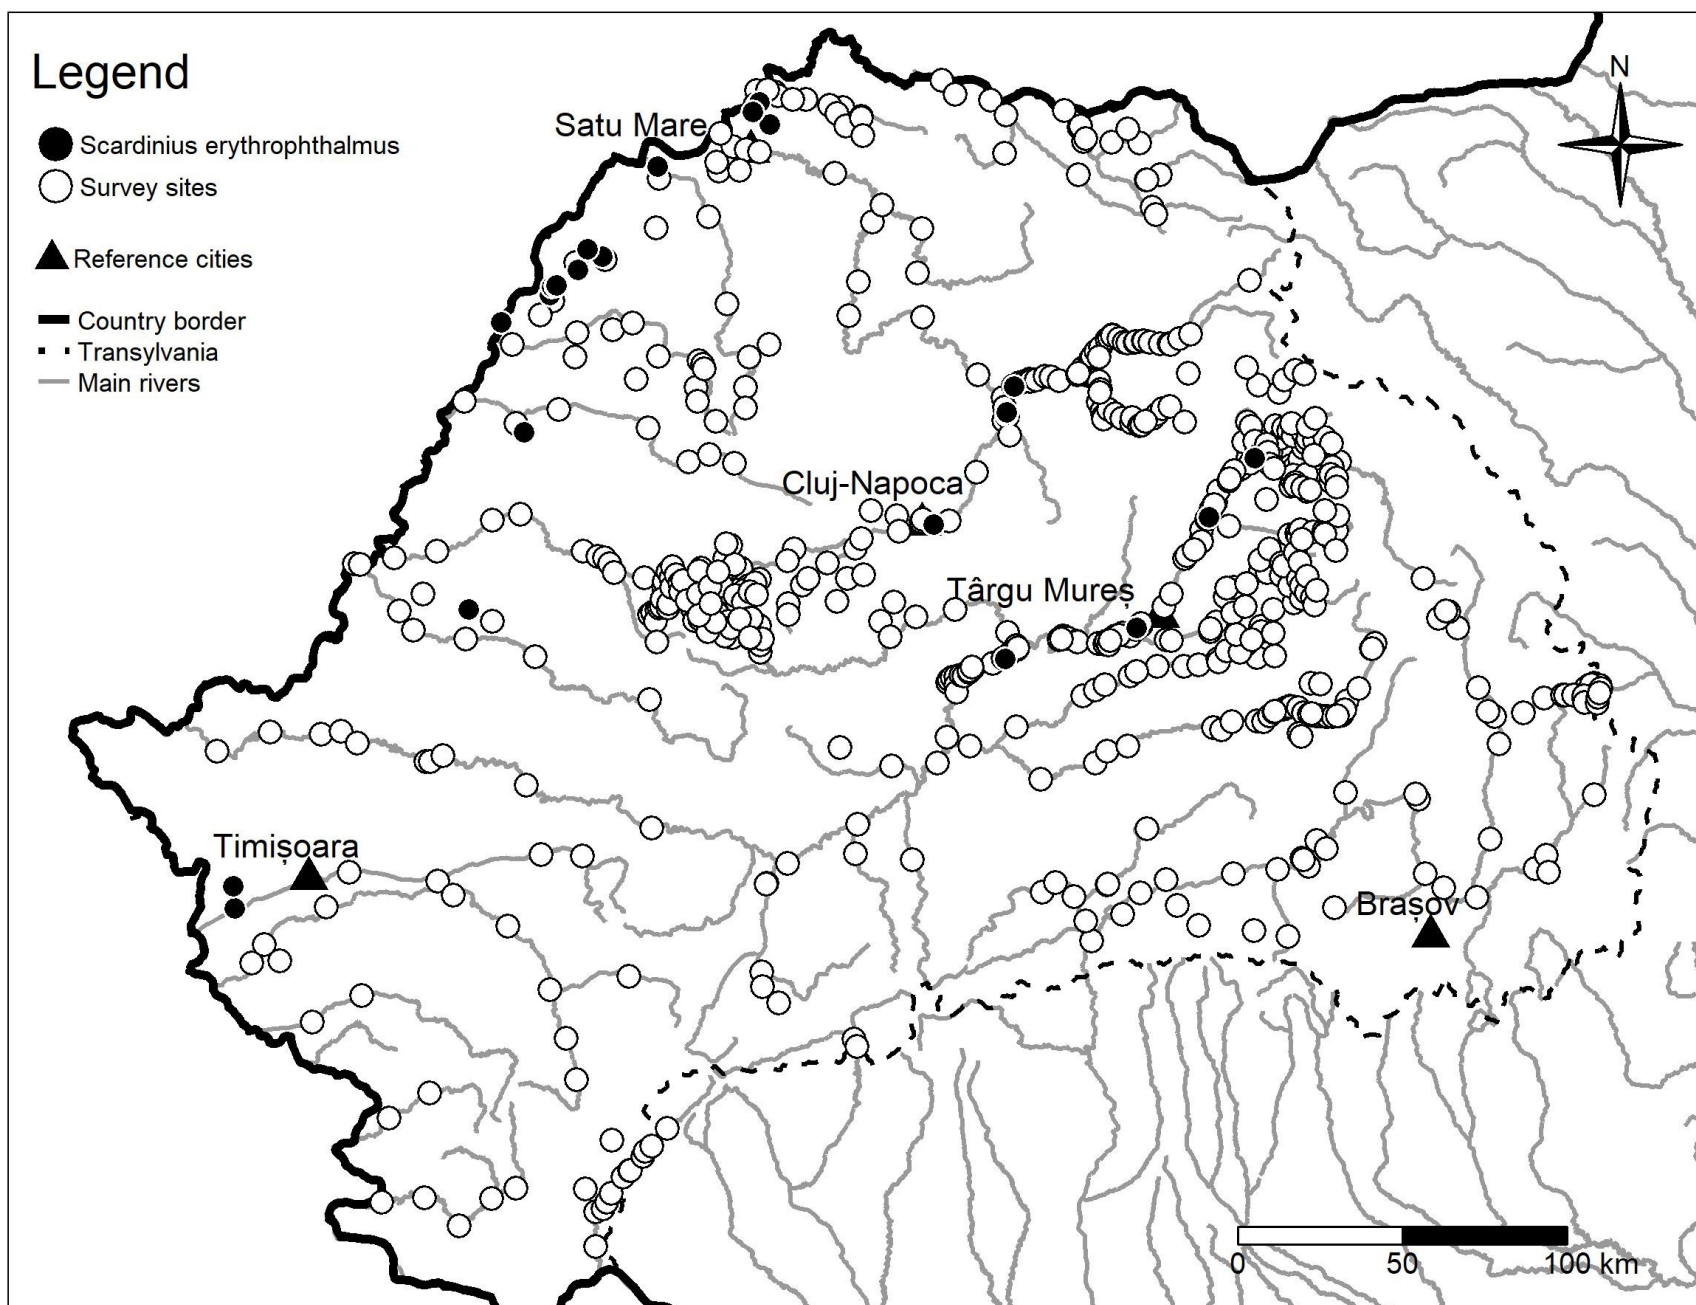 Legend
Scardinius erythrophthalmus
Survey sites
Reference cities
Country border
Transylvania
Main rivers
N
Satu Mare
Cluj-Napoca
Târgu Mureș
Timișoara
Brașov
0 50 100 km